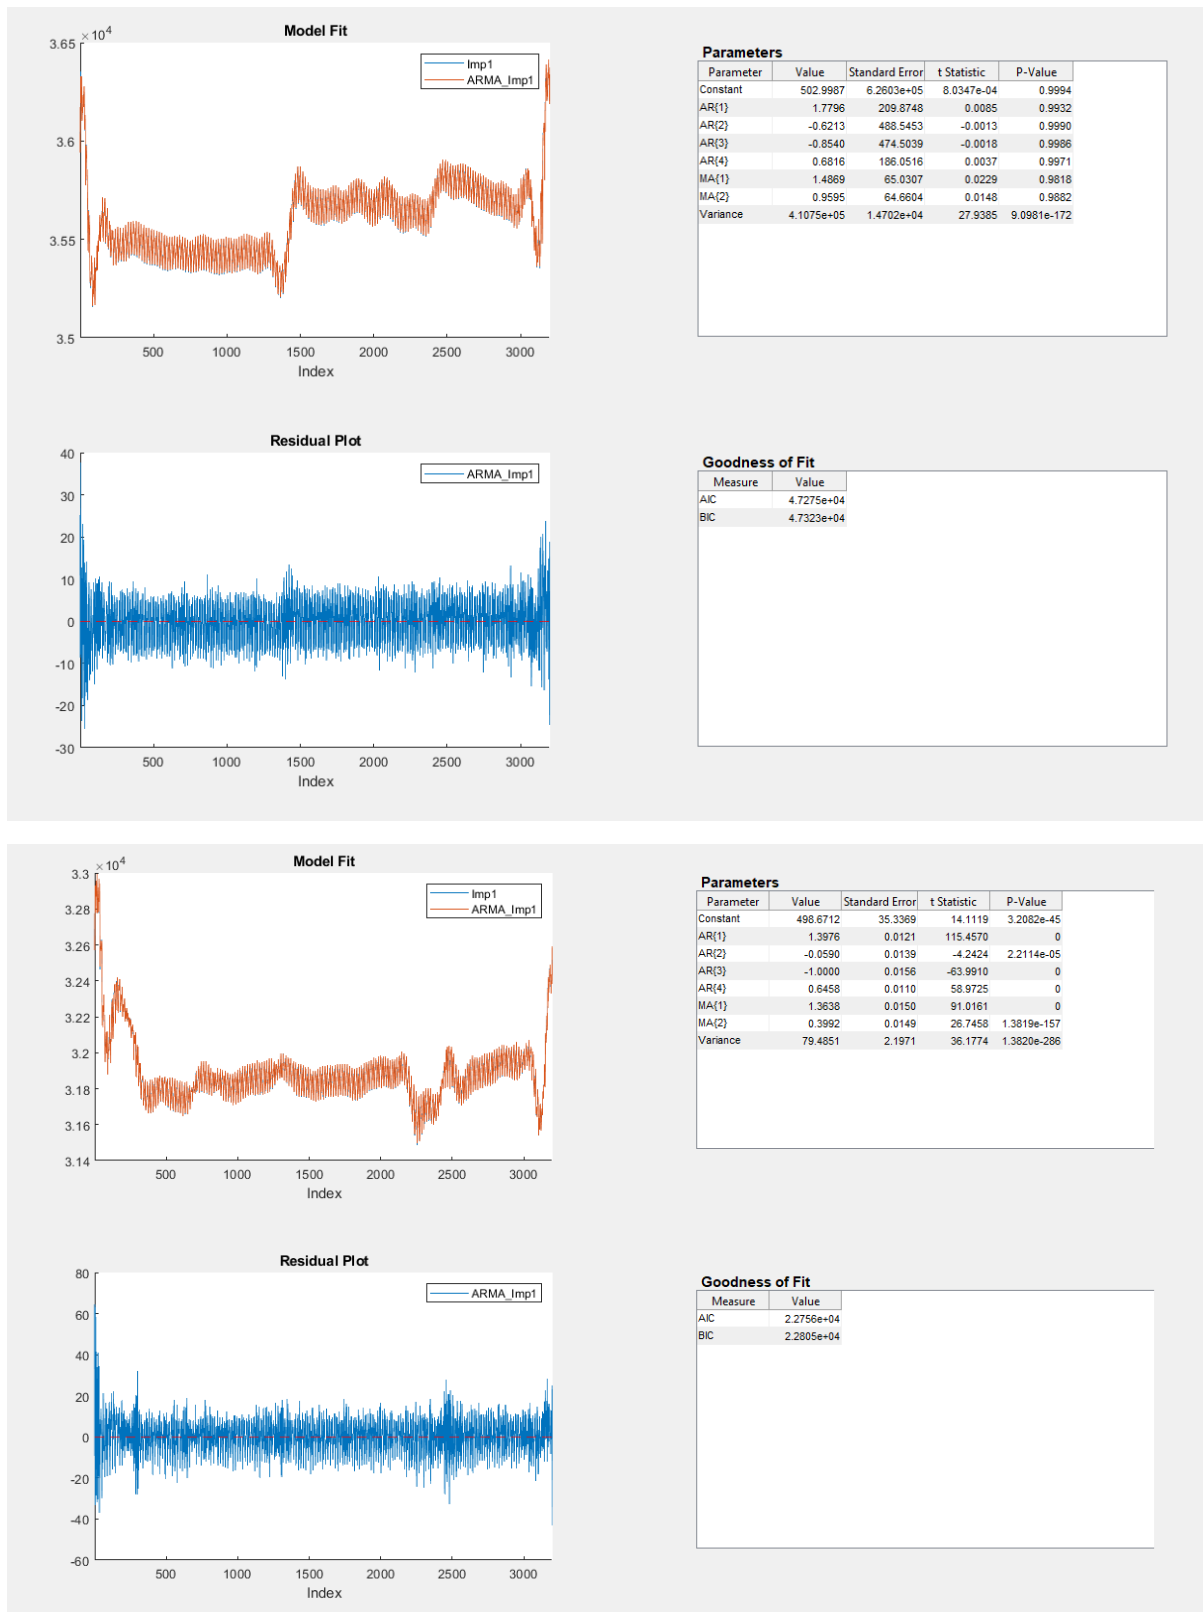 Model Fit
×10^4
3.65
3.6
3.55
3.5
500 1000 1500 2000 2500 3000
Index
Imp1
ARMA_Imp1
Parameters
Parameter Value Standard Error t Statistic P-Value
Constant 502.9987 6.2603e+05 8.0347e-04 0.9994
AR{1} 1.7796 209.8748 0.0085 0.9932
AR{2} -0.6213 488.5453 -0.0013 0.9990
AR{3} -0.8540 474.5039 -0.0018 0.9986
AR{4} 0.6816 186.0516 0.0037 0.9971
MA{1} 1.4869 65.0307 0.0229 0.9818
MA{2} 0.9595 64.6604 0.0148 0.9882
Variance 4.1075e+05 1.4702e+04 27.9385 9.0981e-172
Residual Plot
40
30
20
10
0
-10
-20
-30
500 1000 1500 2000 2500 3000
Index
ARMA_Imp1
Goodness of Fit
Measure Value
AIC 4.7275e+04
BIC 4.7323e+04
Model Fit
×10^4
3.3
3.28
3.26
3.24
3.22
3.2
3.18
3.16
3.14
500 1000 1500 2000 2500 3000
Index
Imp1
ARMA_Imp1
Parameters
Parameter Value Standard Error t Statistic P-Value
Constant 498.6712 35.3369 14.1119 3.2082e-45
AR{1} 1.3976 0.0121 115.4570 0
AR{2} -0.0590 0.0139 -4.2424 2.2114e-05
AR{3} -1.0000 0.0156 -63.9910 0
AR{4} 0.6458 0.0110 58.9725 0
MA{1} 1.3638 0.0150 91.0161 0
MA{2} 0.3992 0.0149 26.7458 1.3819e-157
Variance 79.4851 2.1971 36.1774 1.3820e-286
Residual Plot
80
60
40
20
0
-20
-40
-60
500 1000 1500 2000 2500 3000
Index
ARMA_Imp1
Goodness of Fit
Measure Value
AIC 2.2756e+04
BIC 2.2805e+04